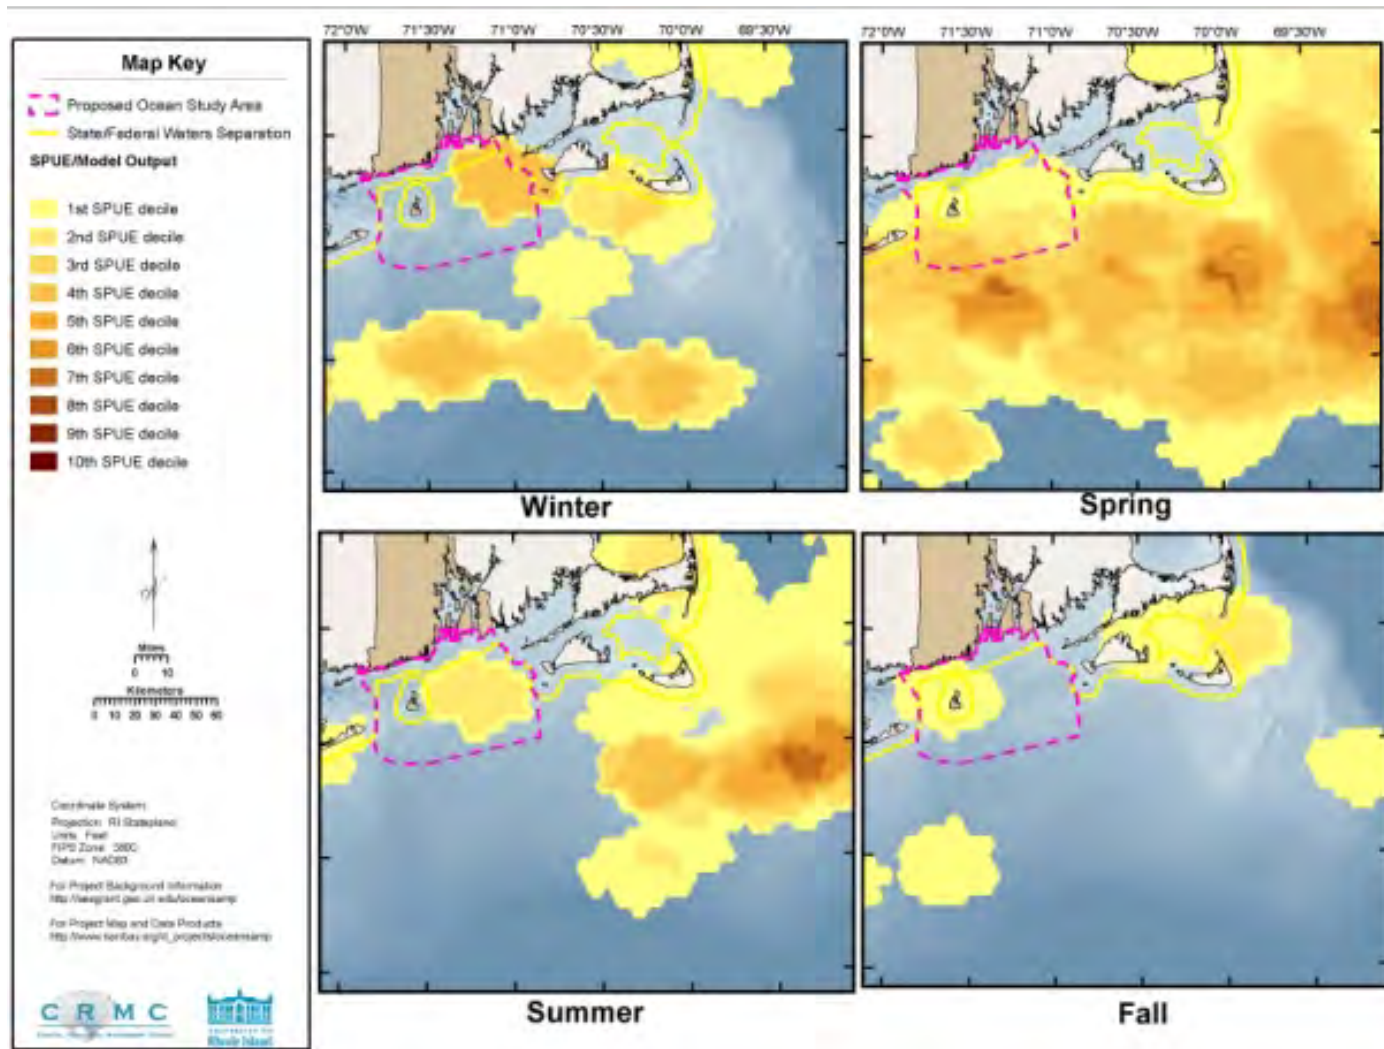 Map Key
Proposed Ocean Study Area
State/Federal Waters Separation
SPUE/Model Output
1st SPUE decile
2nd SPUE decile
3rd SPUE decile
4th SPUE decile
5th SPUE decile
6th SPUE decile
7th SPUE decile
8th SPUE decile
9th SPUE decile
10th SPUE decile
Miles
0 10
Kilometers
0 10 20 30 40 50 60
Coordinate System:
Projection: RI Stateplane
Units: Feet
FIPS Zone: 3800
Datum: NAD83
For Project Background Information
For Project Map and Data Products
C R M C
Rhode Island
72°0'W 71°30'W 71°0'W 70°30'W 70°0'W 69°30'W
72°0'W 71°30'W 71°0'W 70°30'W 70°0'W 69°30'W
Winter
Spring
Summer
Fall